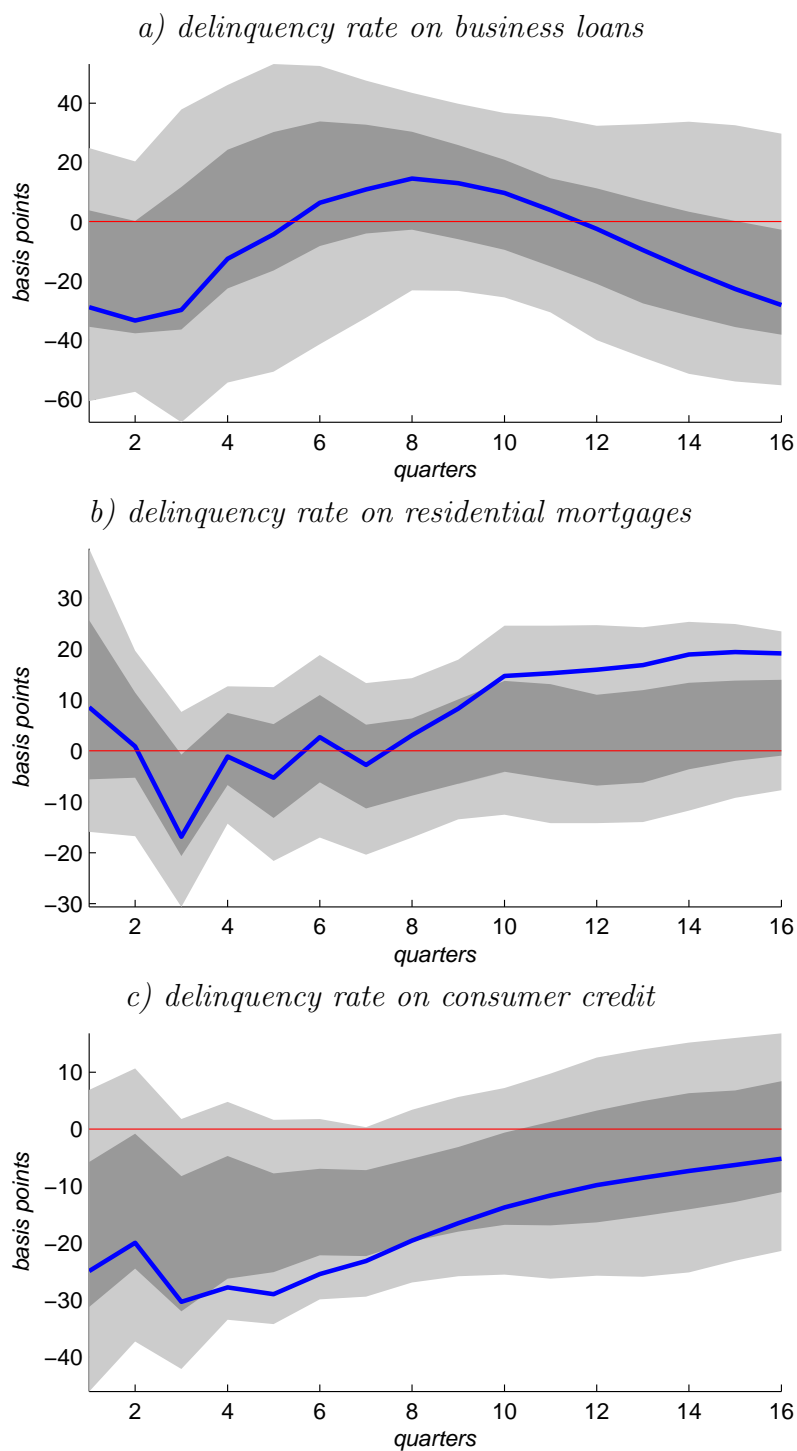 a) delinquency rate on business loans
40
20
0
−20
−40
−60
basis points
2 4 6 8 10 12 14 16
quarters
b) delinquency rate on residential mortgages
30
20
10
0
−10
−20
−30
basis points
2 4 6 8 10 12 14 16
quarters
c) delinquency rate on consumer credit
10
0
−10
−20
−30
−40
basis points
2 4 6 8 10 12 14 16
quarters